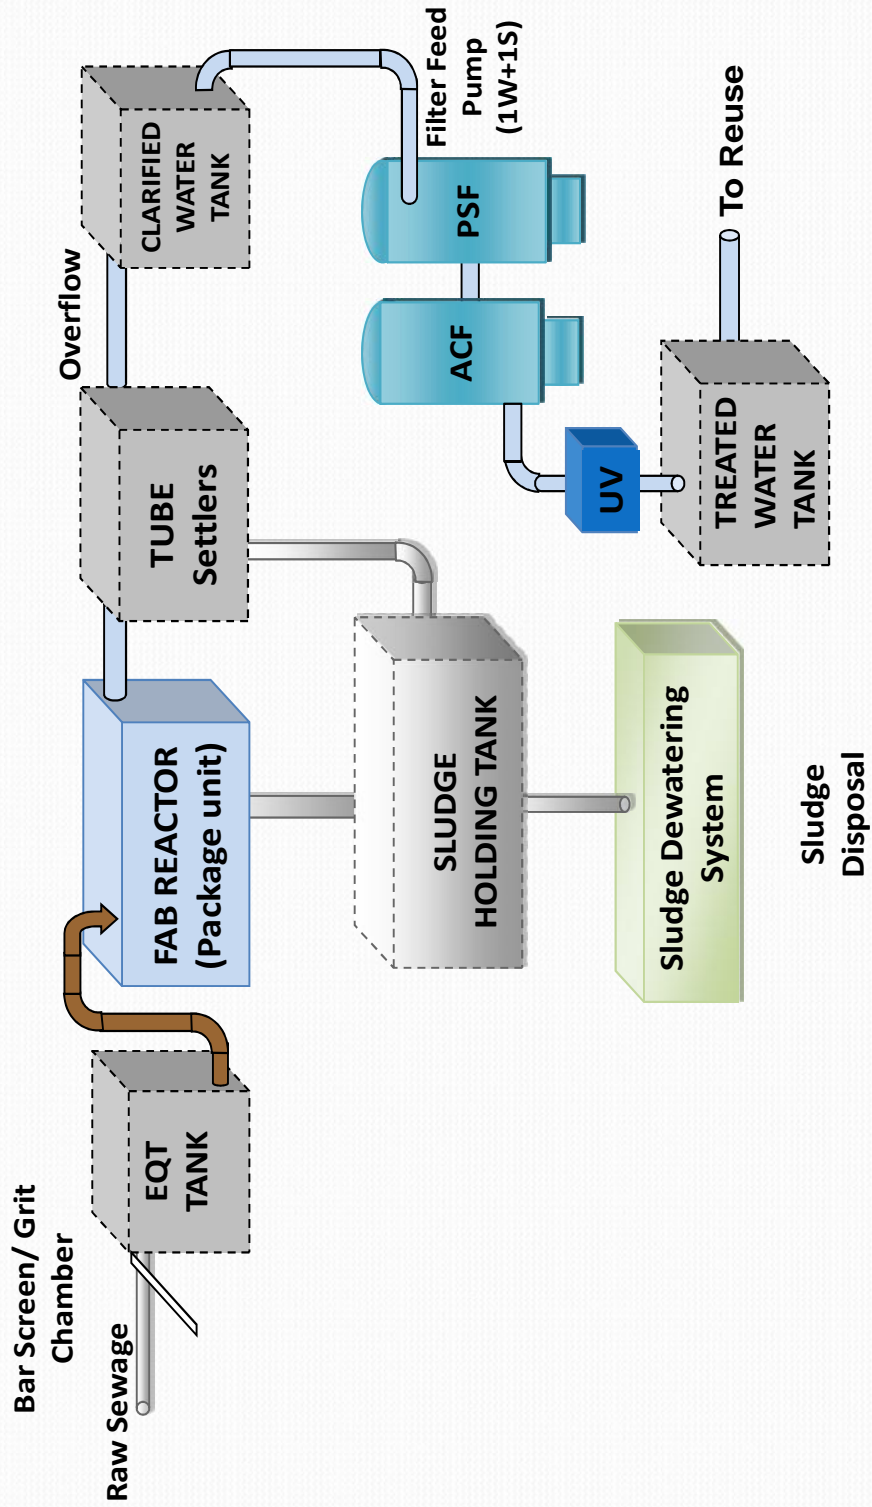 Bar Screen/ Grit
Chamber
Raw Sewage
EQT
TANK
FAB REACTOR
(Package unit)
TUBE
Settlers
Overflow
CLARIFIED
WATER
TANK
Filter Feed
Pump
(1W+1S)
PSF
ACF
UV
TREATED
WATER
TANK
To Reuse
SLUDGE
HOLDING TANK
Sludge Dewatering
System
Sludge
Disposal